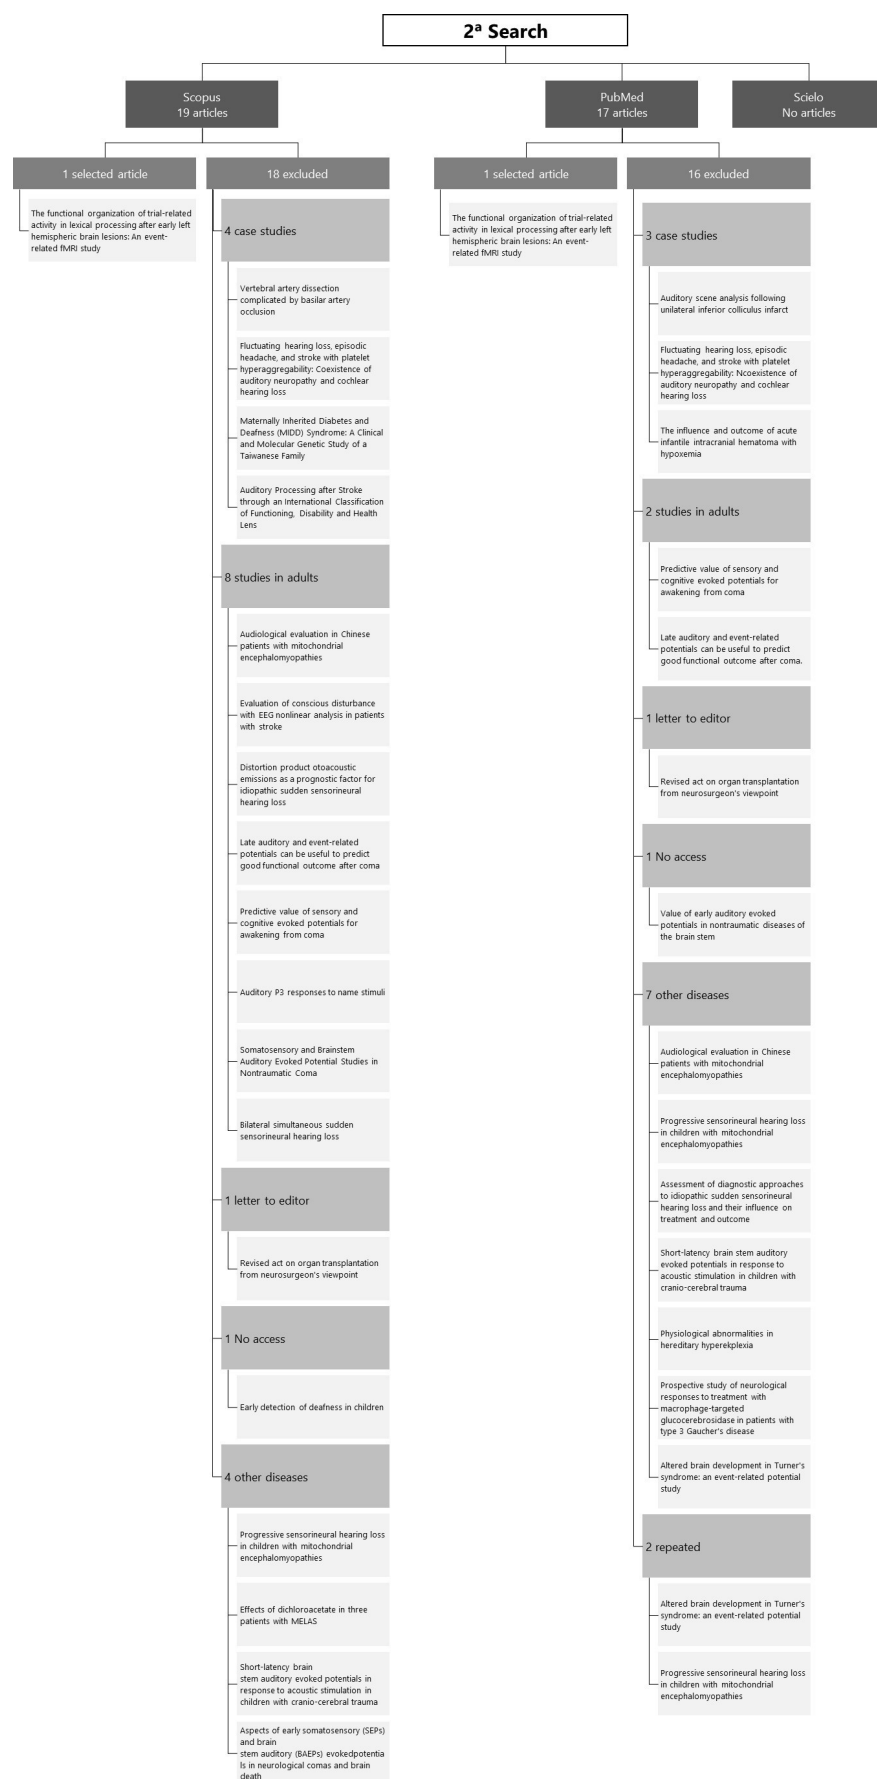 2ª Search
Scopus
19 articles
PubMed
17 articles
Scielo
No articles
1 selected article
18 excluded
The functional organization of trial-related
activity in lexical processing after early left
hemispheric brain lesions: An event-
related fMRI study
4 case studies
Vertebral artery dissection
complicated by basilar artery
occlusion
Fluctuating hearing loss, episodic
headache, and stroke with platelet
hyperaggregability: Coexistence of
auditory neuropathy and cochlear
hearing loss
Maternally Inherited Diabetes and
Deafness (MIDD) Syndrome: A Clinical
and Molecular Genetic Study of a
Taiwanese Family
Auditory Processing after Stroke
through an International Classification
of Functioning, Disability and Health
Lens
8 studies in adults
Audiological evaluation in Chinese
patients with mitochondrial
encephalomyopathies
Evaluation of conscious disturbance
with EEG nonlinear analysis in patients
with stroke
Distortion product otoacoustic
emissions as a prognostic factor for
idiopathic sudden sensorineural
hearing loss
Late auditory and event-related
potentials can be useful to predict
good functional outcome after coma
Predictive value of sensory and
cognitive evoked potentials for
awakening from coma
Auditory P3 responses to name stimuli
Somatosensory and Brainstem
Auditory Evoked Potential Studies in
Nontraumatic Coma
Bilateral simultaneous sudden
sensorineural hearing loss
1 letter to editor
Revised act on organ transplantation
from neurosurgeon's viewpoint
1 No access
Early detection of deafness in children
4 other diseases
Progressive sensorineural hearing loss
in children with mitochondrial
encephalomyopathies
Effects of dichloroacetate in three
patients with MELAS
Short-latency brain
stem auditory evoked potentials in
response to acoustic stimulation in
children with cranio-cerebral trauma
Aspects of early somatosensory (SEPs)
and brain
stem auditory (BAEPs) evokedpotentia
ls in neurological comas and brain
death
1 selected article
16 excluded
The functional organization of trial-related
activity in lexical processing after early left
hemispheric brain lesions: An event-
related fMRI study
3 case studies
Auditory scene analysis following
unilateral inferior colliculus infarct
Fluctuating hearing loss, episodic
headache, and stroke with platelet
hyperaggregability: Ncoexistence of
auditory neuropathy and cochlear
hearing loss
The influence and outcome of acute
infantile intracranial hematoma with
hypoxemia
2 studies in adults
Predictive value of sensory and
cognitive evoked potentials for
awakening from coma
Late auditory and event-related
potentials can be useful to predict
good functional outcome after coma.
1 letter to editor
Revised act on organ transplantation
from neurosurgeon's viewpoint
1 No access
Value of early auditory evoked
potentials in nontraumatic diseases of
the brain stem
7 other diseases
Audiological evaluation in Chinese
patients with mitochondrial
encephalomyopathies
Progressive sensorineural hearing loss
in children with mitochondrial
encephalomyopathies
Assessment of diagnostic approaches
to idiopathic sudden sensorineural
hearing loss and their influence on
treatment and outcome
Short-latency brain stem auditory
evoked potentials in response to
acoustic stimulation in children with
cranio-cerebral trauma
Physiological abnormalities in
hereditary hyperekplexia
Prospective study of neurological
responses to treatment with
macrophage-targeted
glucocerebrosidase in patients with
type 3 Gaucher's disease
Altered brain development in Turner's
syndrome: an event-related potential
study
2 repeated
Altered brain development in Turner's
syndrome: an event-related potential
study
Progressive sensorineural hearing loss
in children with mitochondrial
encephalomyopathies